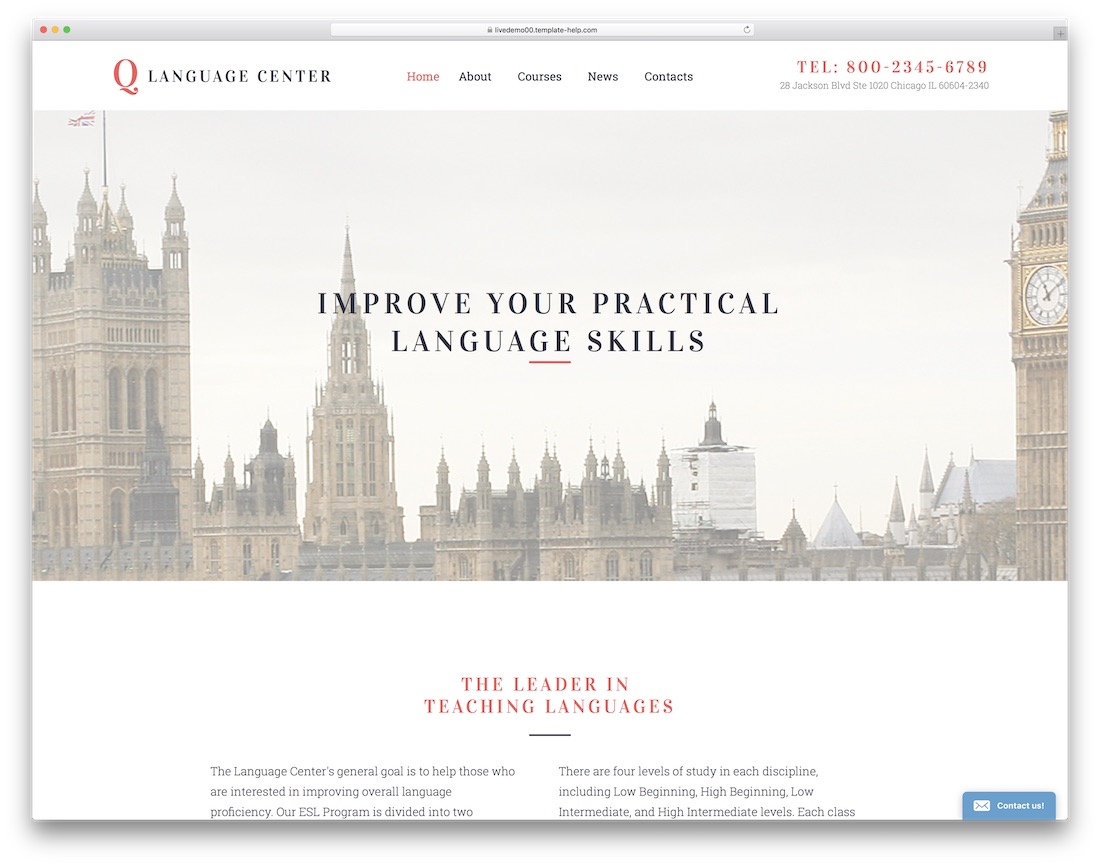 livedemo00.template-help.com
Q LANGUAGE CENTER
Home About Courses News Contacts
TEL: 800-2345-6789
28 Jackson Blvd Ste 1020 Chicago IL 60604-2340
IMPROVE YOUR PRACTICAL
LANGUAGE SKILLS
THE LEADER IN
TEACHING LANGUAGES
The Language Center's general goal is to help those who
are interested in improving overall language
proficiency. Our ESL Program is divided into two
There are four levels of study in each discipline,
including Low Beginning, High Beginning, Low
Intermediate, and High Intermediate levels. Each class
Contact us!